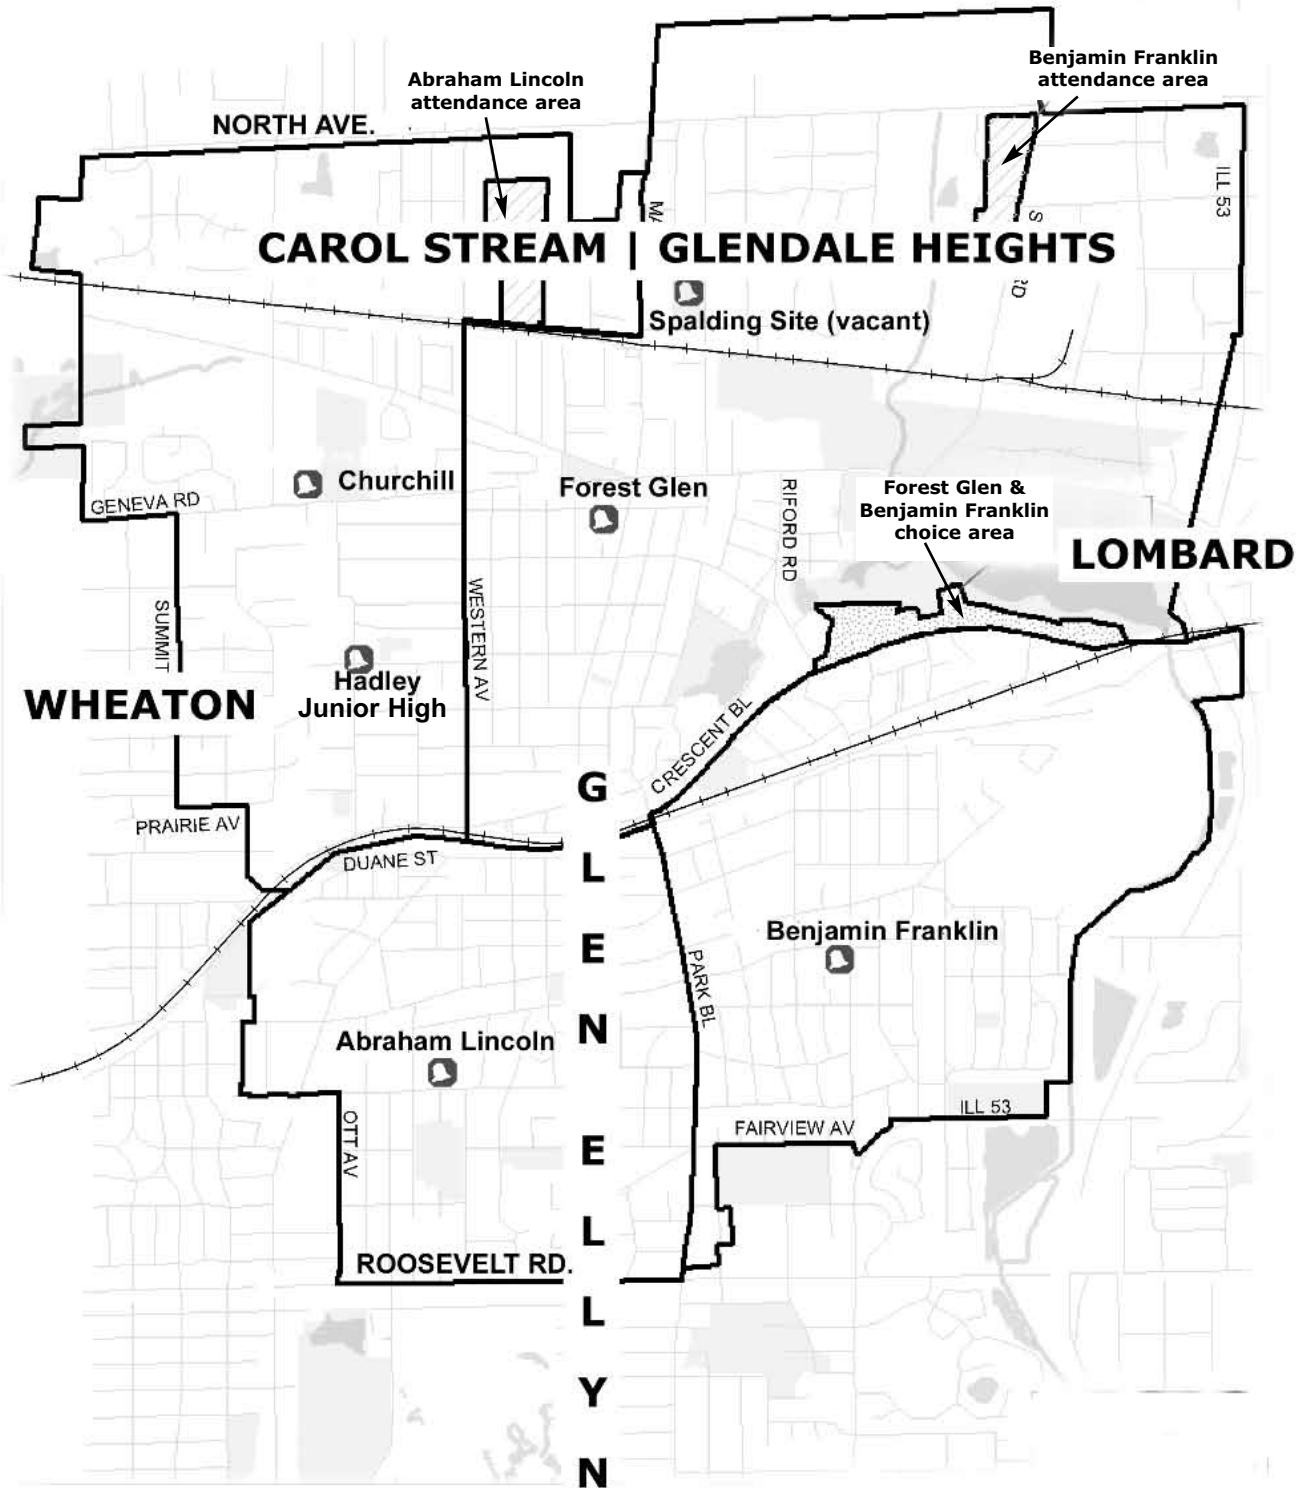 Benjamin Franklin
attendance area
Abraham Lincoln
attendance area
NORTH AVE.
ILL 53
CAROL STREAM | GLENDALE HEIGHTS
Spalding Site (vacant)
Churchill
Forest Glen
RIFORD RD
Forest Glen &
Benjamin Franklin
choice area
GENEVA RD
LOMBARD
SUMMIT
WESTERN AV
Hadley
Junior High
WHEATON
CRESCENT BL
PRAIRIE AV
DUANE ST
GLEN ELLYN
Benjamin Franklin
PARK BL
Abraham Lincoln
ILL 53
OTT AV
FAIRVIEW AV
ROOSEVELT RD.